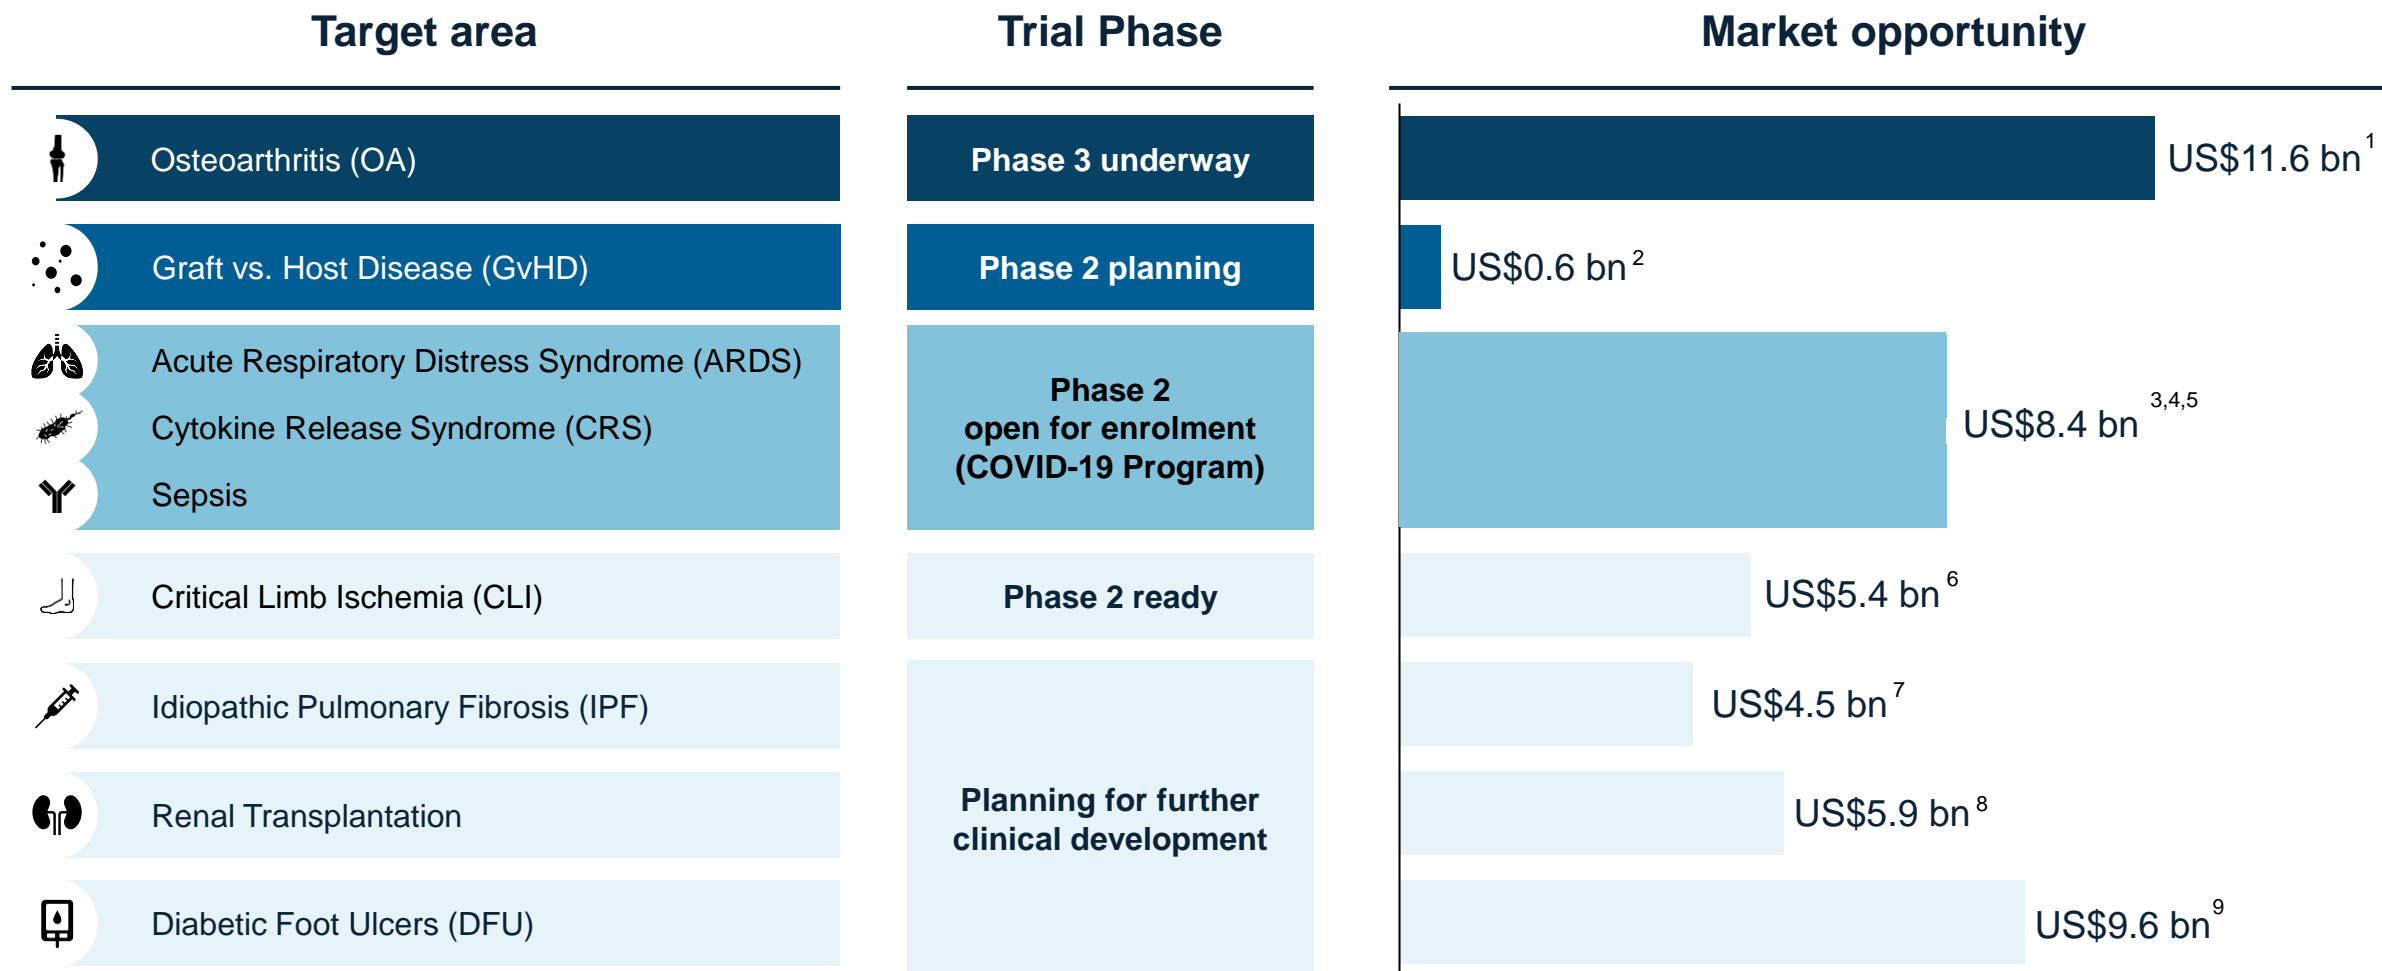 Target area
Trial Phase
Market opportunity
Osteoarthritis (OA)
Phase 3 underway
US$11.6 bn 1
Graft vs. Host Disease (GvHD)
Phase 2 planning
US$0.6 bn 2
Acute Respiratory Distress Syndrome (ARDS)
Cytokine Release Syndrome (CRS)
Sepsis
Phase 2
open for enrolment
(COVID-19 Program)
US$8.4 bn 3,4,5
Critical Limb Ischemia (CLI)
Phase 2 ready
US$5.4 bn 6
Idiopathic Pulmonary Fibrosis (IPF)
US$4.5 bn 7
Renal Transplantation
Planning for further
clinical development
US$5.9 bn 8
Diabetic Foot Ulcers (DFU)
US$9.6 bn 9